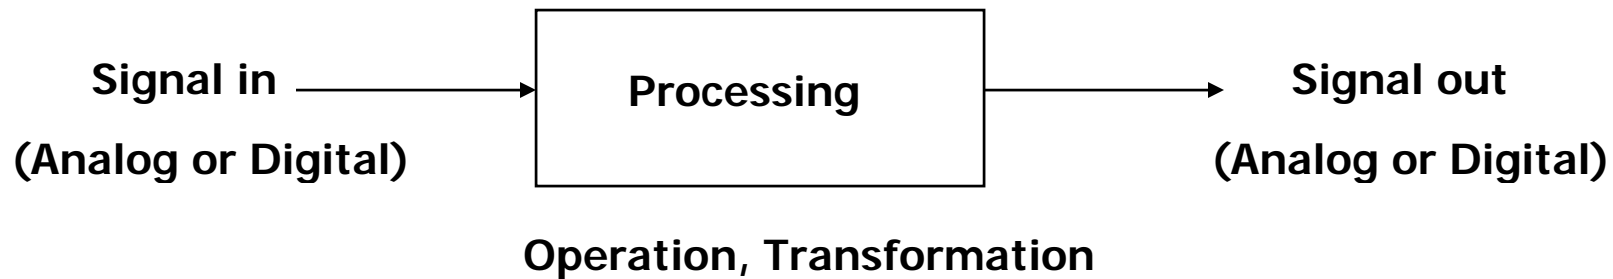 Signal in
(Analog or Digital)
Processing
Signal out
(Analog or Digital)
Operation, Transformation